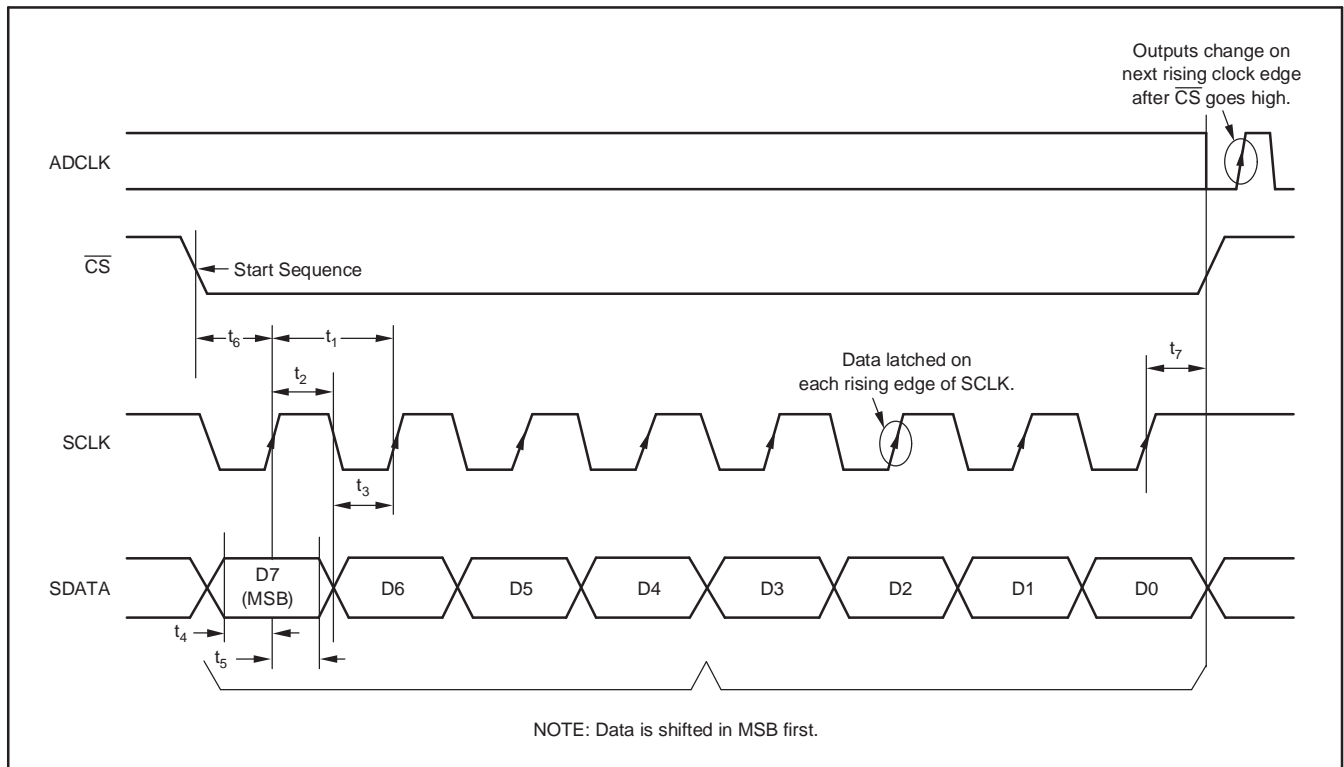 Outputs change on
next rising clock edge
after C̅S̅ goes high.
ADCLK
C̅S̅
Start Sequence
t6
t1
t7
t2
Data latched on
each rising edge of SCLK.
SCLK
t3
SDATA
D7
(MSB)
D6
D5
D4
D3
D2
D1
D0
t4
t5
NOTE: Data is shifted in MSB first.